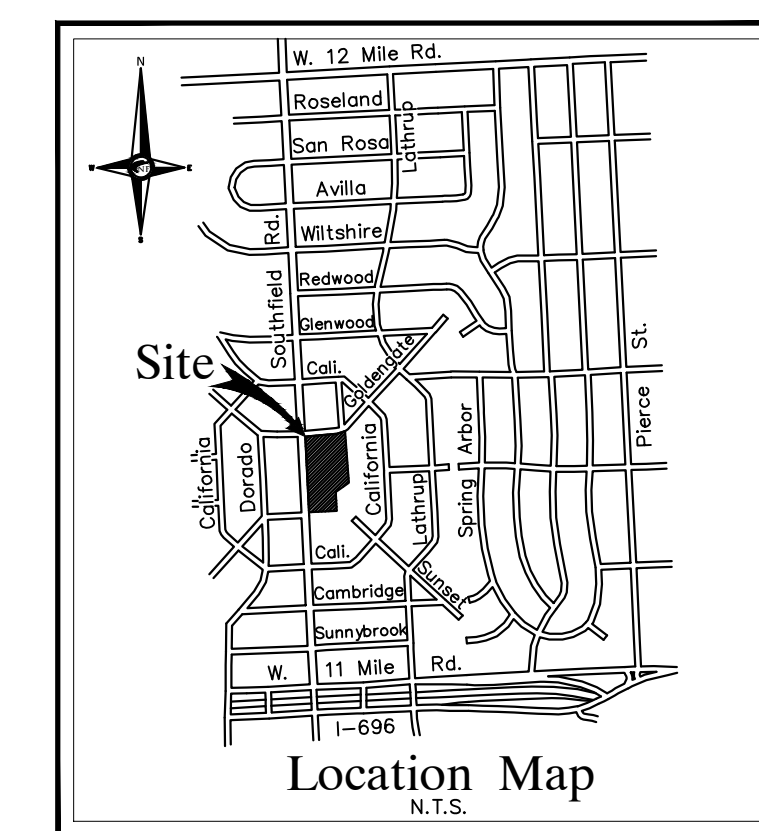 W. 12 Mile Rd.
N
Roseland
Lathrup
San Rosa
W
E
Avilla
S
Southfield Rd.
Wiltshire
Redwood
Glenwood
St.
Site
Cali.
Goldengate
Pierce
"California"
Dorado
California
Spring Arbor
Lathrup
Cali.
Sunset
Cambridge
Sunnybrook
W. 11 Mile Rd.
I-696
Location Map
N.T.S.